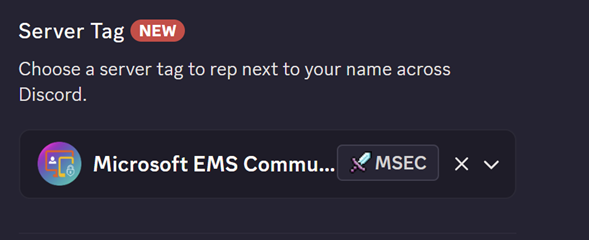 Server Tag NEW
Choose a server tag to rep next to your name across
Discord.
Microsoft EMS Commu... MSEC